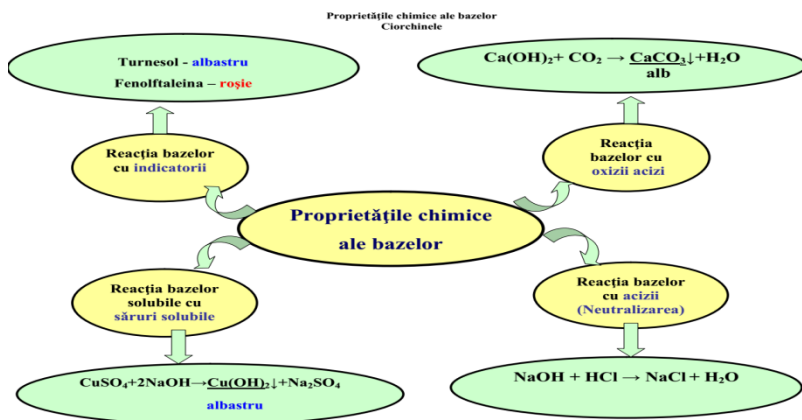 Proprietățile chimice ale bazelor
Ciorchinele
Turnesol - albastru
Fenolftaleina – roșie
Ca(OH)₂+ CO₂ → CaCO₃↓+H₂O
alb
Reacția bazelor
cu indicatorii
Reacția
bazelor cu
oxizii acizi
Proprietățile chimice
ale bazelor
Reacția bazelor
solubile cu
săruri solubile
Reacția bazelor
cu acizii
(Neutralizarea)
CuSO₄+2NaOH→Cu(OH)₂↓+Na₂SO₄
albastru
NaOH + HCl → NaCl + H₂O